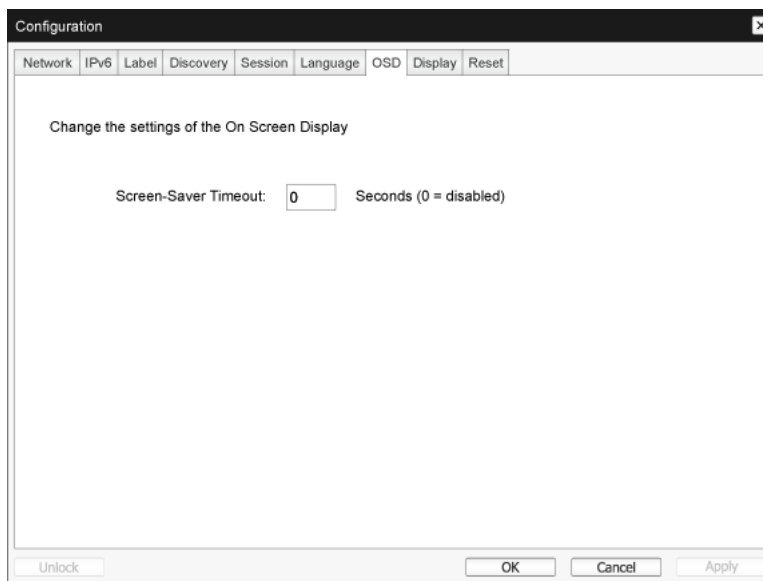 Configuration
Network IPv6 Label Discovery Session Language OSD Display Reset
Change the settings of the On Screen Display
Screen-Saver Timeout: 0 Seconds (0 = disabled)
Unlock OK Cancel Apply